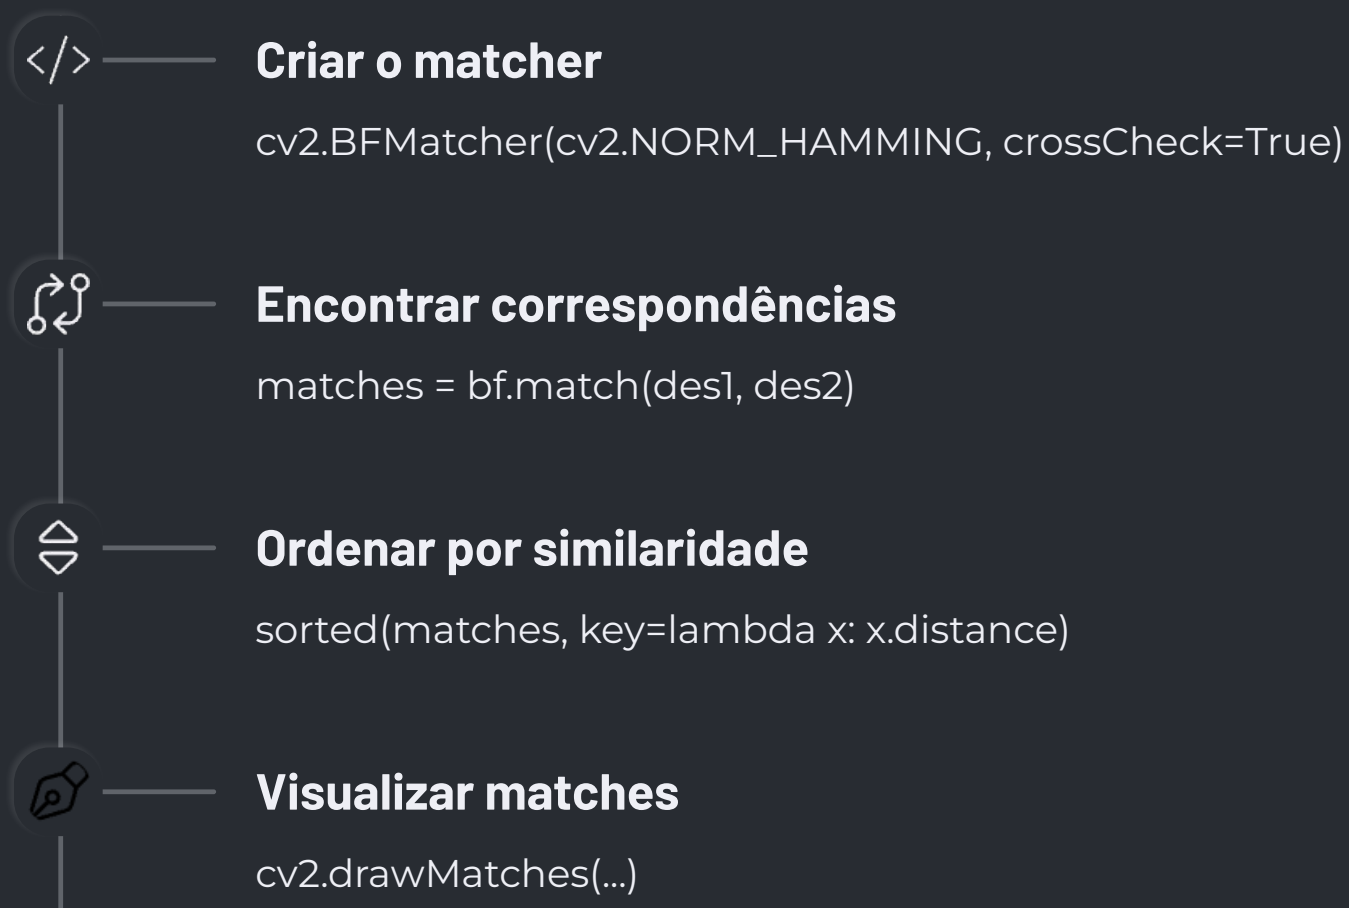 Criar o matcher
cv2.BFMatcher(cv2.NORM_HAMMING, crossCheck=True)
Encontrar correspondências
matches = bf.match(des1, des2)
Ordenar por similaridade
sorted(matches, key=lambda x: x.distance)
Visualizar matches
cv2.drawMatches(...)